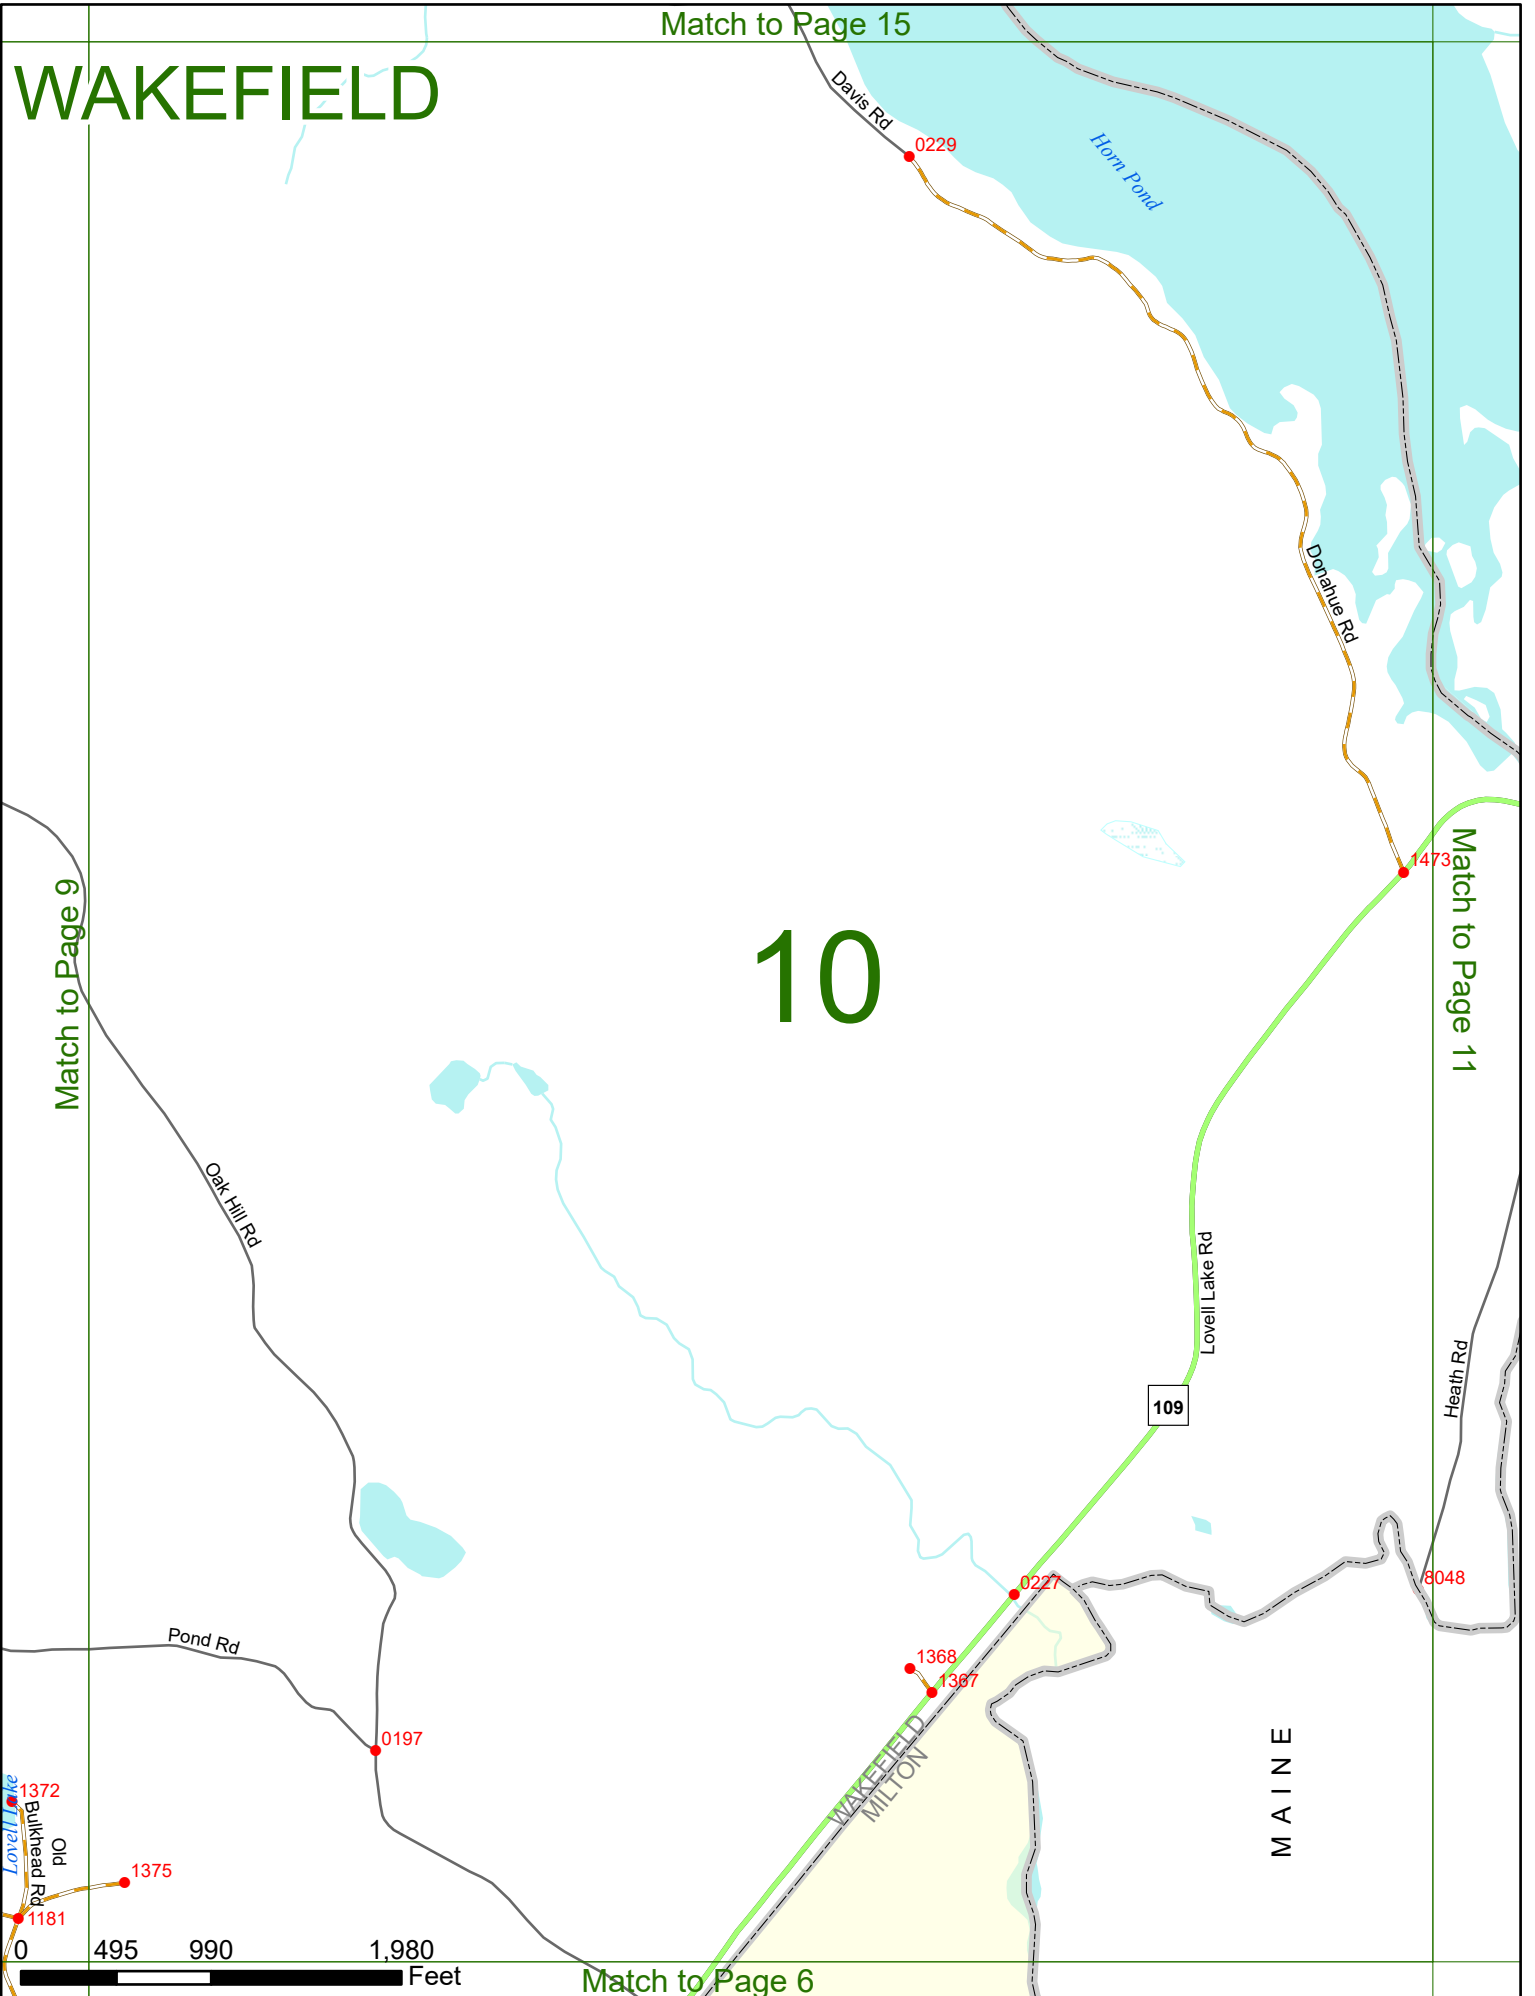 Match to Page 15
WAKEFIELD
Davis Rd
0229
Horn Pond
Donahue Rd
1473
Match to Page 9
Match to Page 11
10
Oak Hill Rd
Lovell Lake Rd
109
Heath Rd
8048
0227
1368
1367
Pond Rd
0197
WAKEFIELD
MILTON
MAINE
1372
Lovell Lake
Old
Bulkhead Rd
1375
1181
0 495 990 1,980
Feet
Match to Page 6